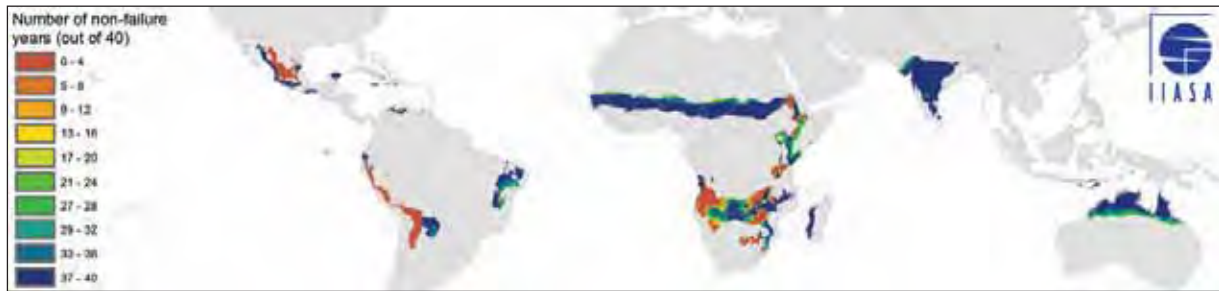 Number of non-failure
years (out of 40)
0 - 4
5 - 8
9 - 12
13 - 16
17 - 20
21 - 24
27 - 28
29 - 32
33 - 36
37 - 40
IIASA